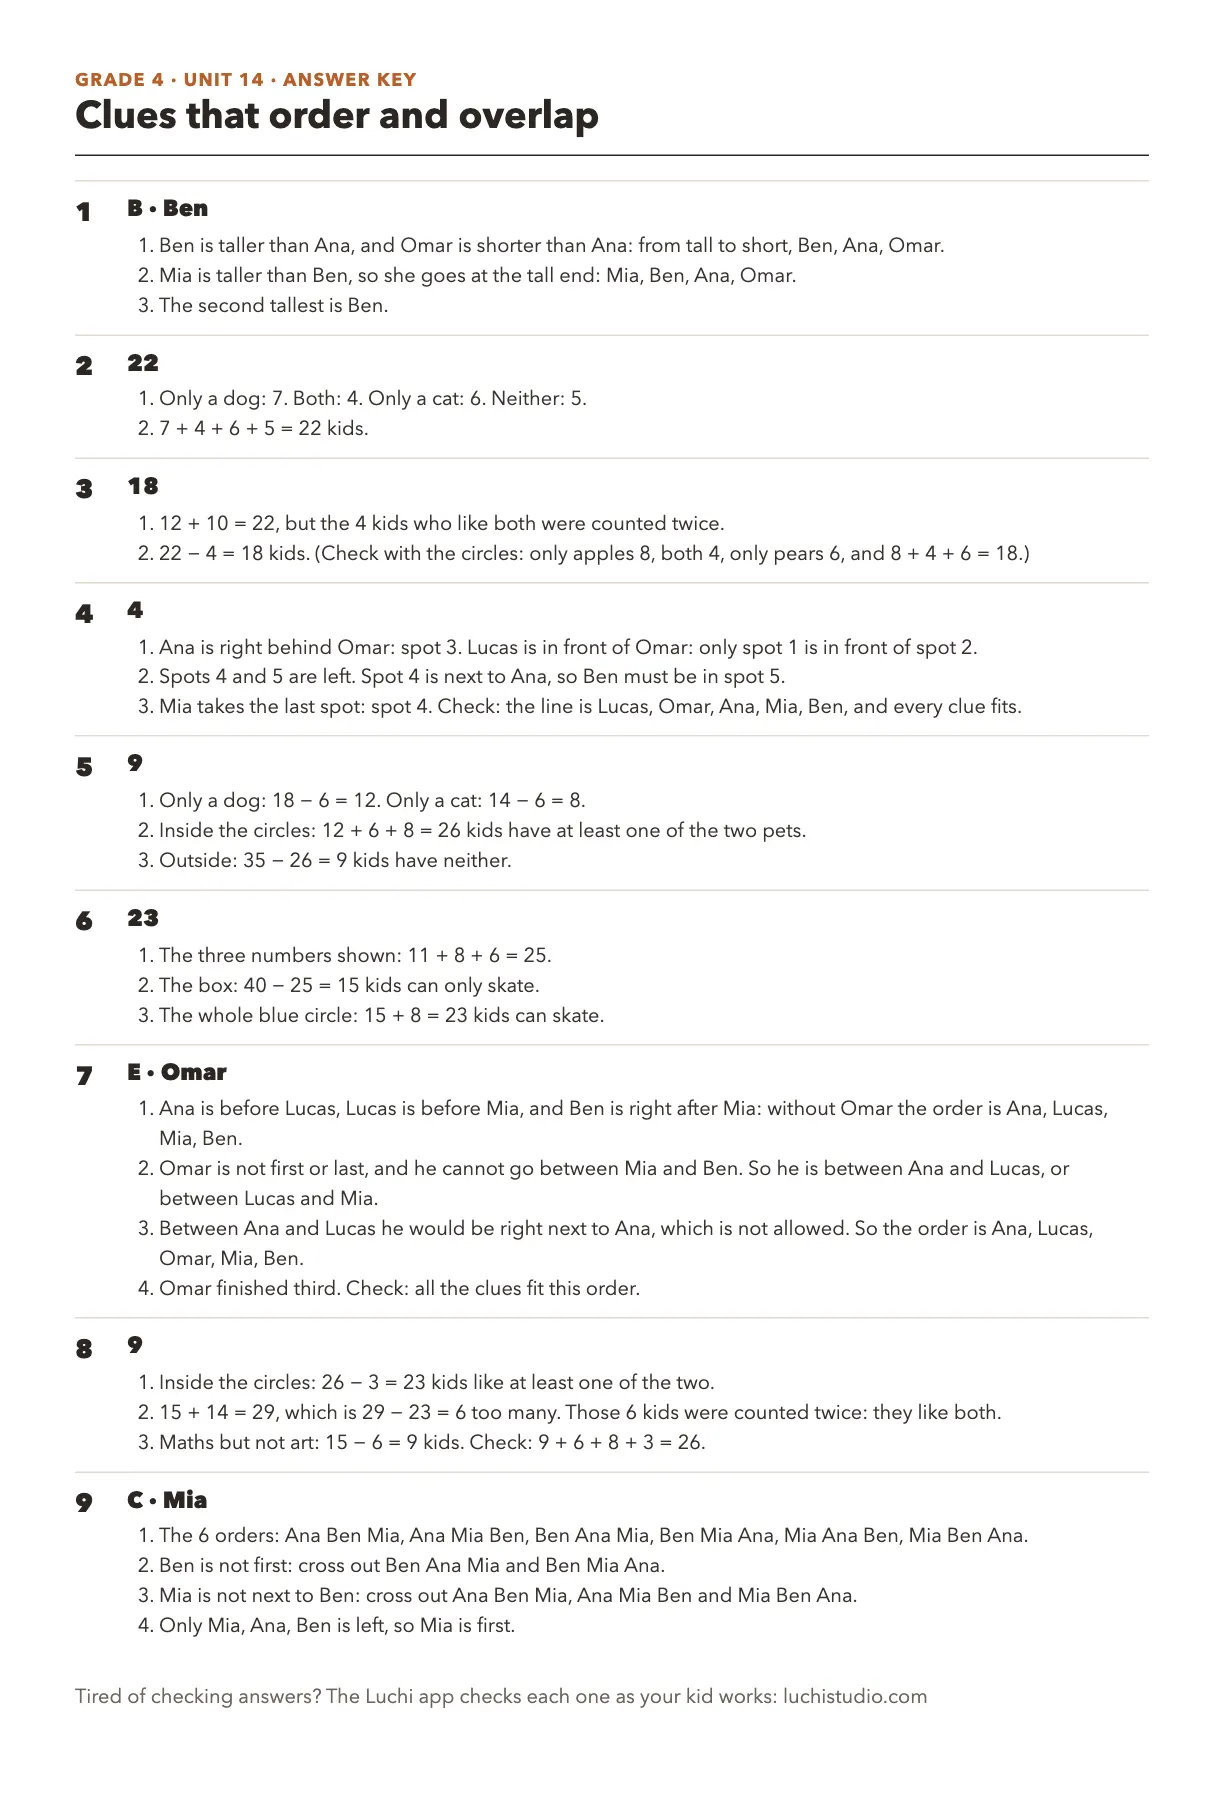 GRADE 4 · UNIT 14 · ANSWER KEY
Clues that order and overlap
1 B · Ben
1. Ben is taller than Ana, and Omar is shorter than Ana: from tall to short, Ben, Ana, Omar.
2. Mia is taller than Ben, so she goes at the tall end: Mia, Ben, Ana, Omar.
3. The second tallest is Ben.
2 22
1. Only a dog: 7. Both: 4. Only a cat: 6. Neither: 5.
2. 7 + 4 + 6 + 5 = 22 kids.
3 18
1. 12 + 10 = 22, but the 4 kids who like both were counted twice.
2. 22 − 4 = 18 kids. (Check with the circles: only apples 8, both 4, only pears 6, and 8 + 4 + 6 = 18.)
4 4
1. Ana is right behind Omar: spot 3. Lucas is in front of Omar: only spot 1 is in front of spot 2.
2. Spots 4 and 5 are left. Spot 4 is next to Ana, so Ben must be in spot 5.
3. Mia takes the last spot: spot 4. Check: the line is Lucas, Omar, Ana, Mia, Ben, and every clue fits.
5 9
1. Only a dog: 18 − 6 = 12. Only a cat: 14 − 6 = 8.
2. Inside the circles: 12 + 6 + 8 = 26 kids have at least one of the two pets.
3. Outside: 35 − 26 = 9 kids have neither.
6 23
1. The three numbers shown: 11 + 8 + 6 = 25.
2. The box: 40 − 25 = 15 kids can only skate.
3. The whole blue circle: 15 + 8 = 23 kids can skate.
7 E · Omar
1. Ana is before Lucas, Lucas is before Mia, and Ben is right after Mia: without Omar the order is Ana, Lucas,
Mia, Ben.
2. Omar is not first or last, and he cannot go between Mia and Ben. So he is between Ana and Lucas, or
between Lucas and Mia.
3. Between Ana and Lucas he would be right next to Ana, which is not allowed. So the order is Ana, Lucas,
Omar, Mia, Ben.
4. Omar finished third. Check: all the clues fit this order.
8 9
1. Inside the circles: 26 − 3 = 23 kids like at least one of the two.
2. 15 + 14 = 29, which is 29 − 23 = 6 too many. Those 6 kids were counted twice: they like both.
3. Maths but not art: 15 − 6 = 9 kids. Check: 9 + 6 + 8 + 3 = 26.
9 C · Mia
1. The 6 orders: Ana Ben Mia, Ana Mia Ben, Ben Ana Mia, Ben Mia Ana, Mia Ana Ben, Mia Ben Ana.
2. Ben is not first: cross out Ben Ana Mia and Ben Mia Ana.
3. Mia is not next to Ben: cross out Ana Ben Mia, Ana Mia Ben and Mia Ben Ana.
4. Only Mia, Ana, Ben is left, so Mia is first.
Tired of checking answers? The Luchi app checks each one as your kid works: luchistudio.com